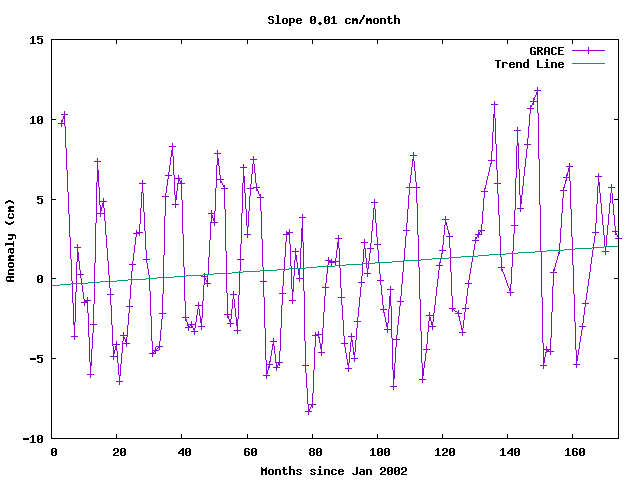 Slope 0.01 cm/month
15
GRACE
Trend Line
10
5
Anomaly (cm)
0
-5
-10
0 20 40 60 80 100 120 140 160
Months since Jan 2002